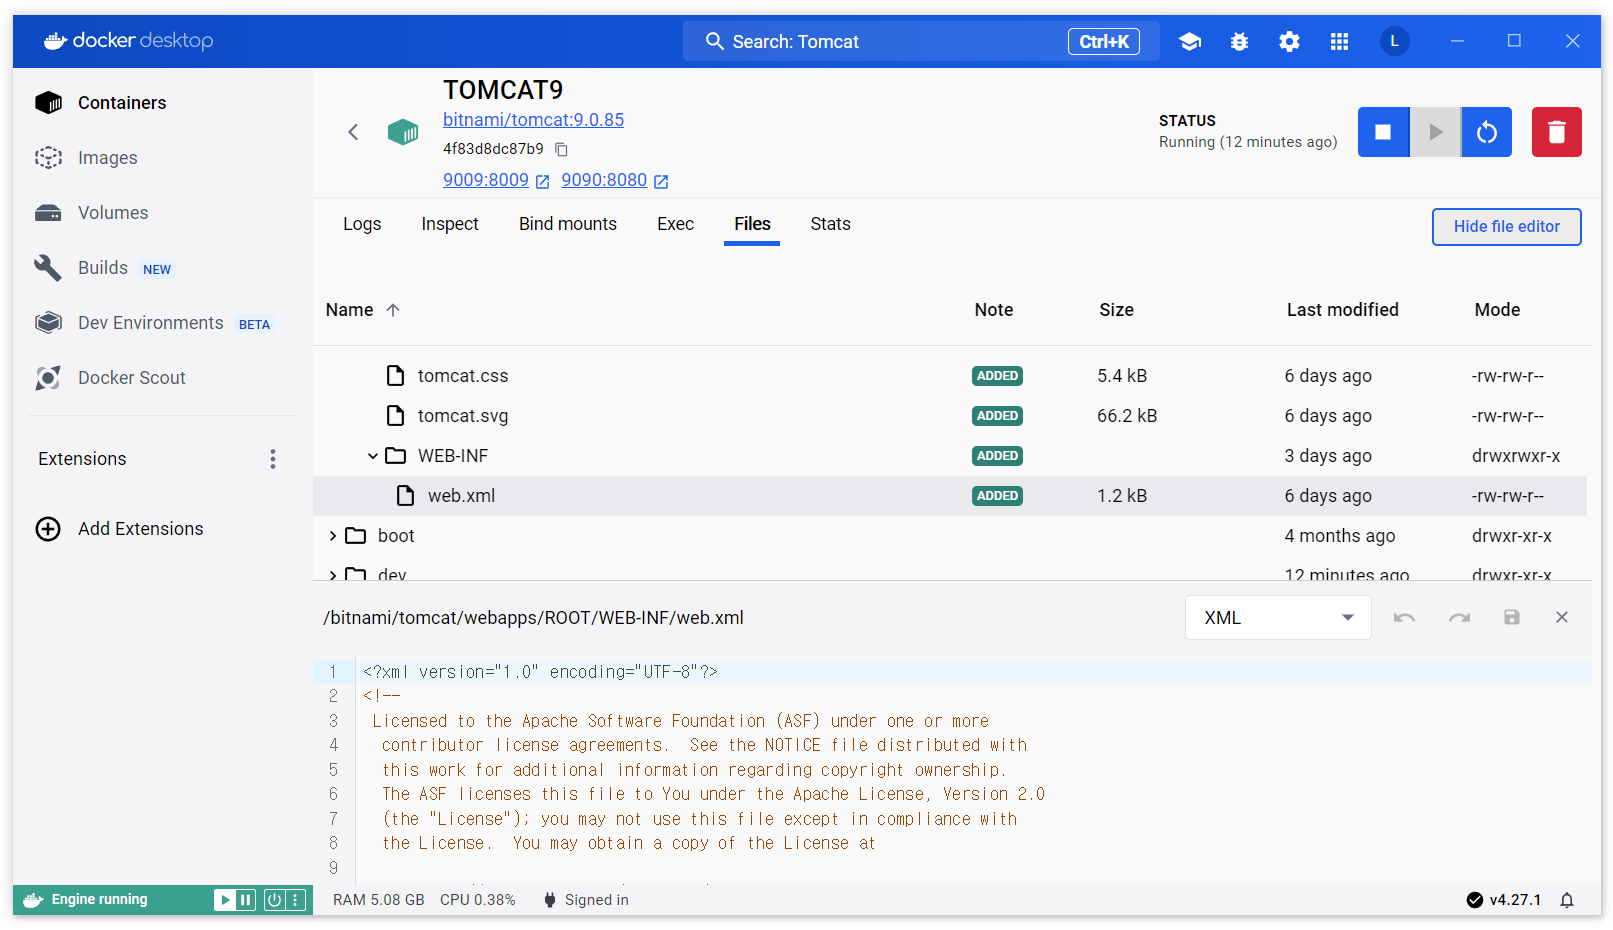 docker desktop
Search: Tomcat
Ctrl+K
L
Containers
Images
Volumes
Builds NEW
Dev Environments BETA
Docker Scout
Extensions
Add Extensions
TOMCAT9
bitnami/tomcat:9.0.85
4f83d8dc87b9
9009:8009 9090:8080
STATUS
Running (12 minutes ago)
Logs Inspect Bind mounts Exec Files Stats
Hide file editor
Name Note Size Last modified Mode
tomcat.css ADDED 5.4 kB 6 days ago -rw-rw-r--
tomcat.svg ADDED 66.2 kB 6 days ago -rw-rw-r--
WEB-INF ADDED 3 days ago drwxrwxr-x
web.xml ADDED 1.2 kB 6 days ago -rw-rw-r--
boot 4 months ago drwxr-xr-x
dev 12 minutes ago drwxr-xr-x
/bitnami/tomcat/webapps/ROOT/WEB-INF/web.xml
XML
1 <?xml version="1.0" encoding="UTF-8"?>
2 <!--
3 Licensed to the Apache Software Foundation (ASF) under one or more
4 contributor license agreements.  See the NOTICE file distributed with
5 this work for additional information regarding copyright ownership.
6 The ASF licenses this file to You under the Apache License, Version 2.0
7 (the "License"); you may not use this file except in compliance with
8 the License.  You may obtain a copy of the License at
9
Engine running
RAM 5.08 GB CPU 0.38% Signed in
v4.27.1